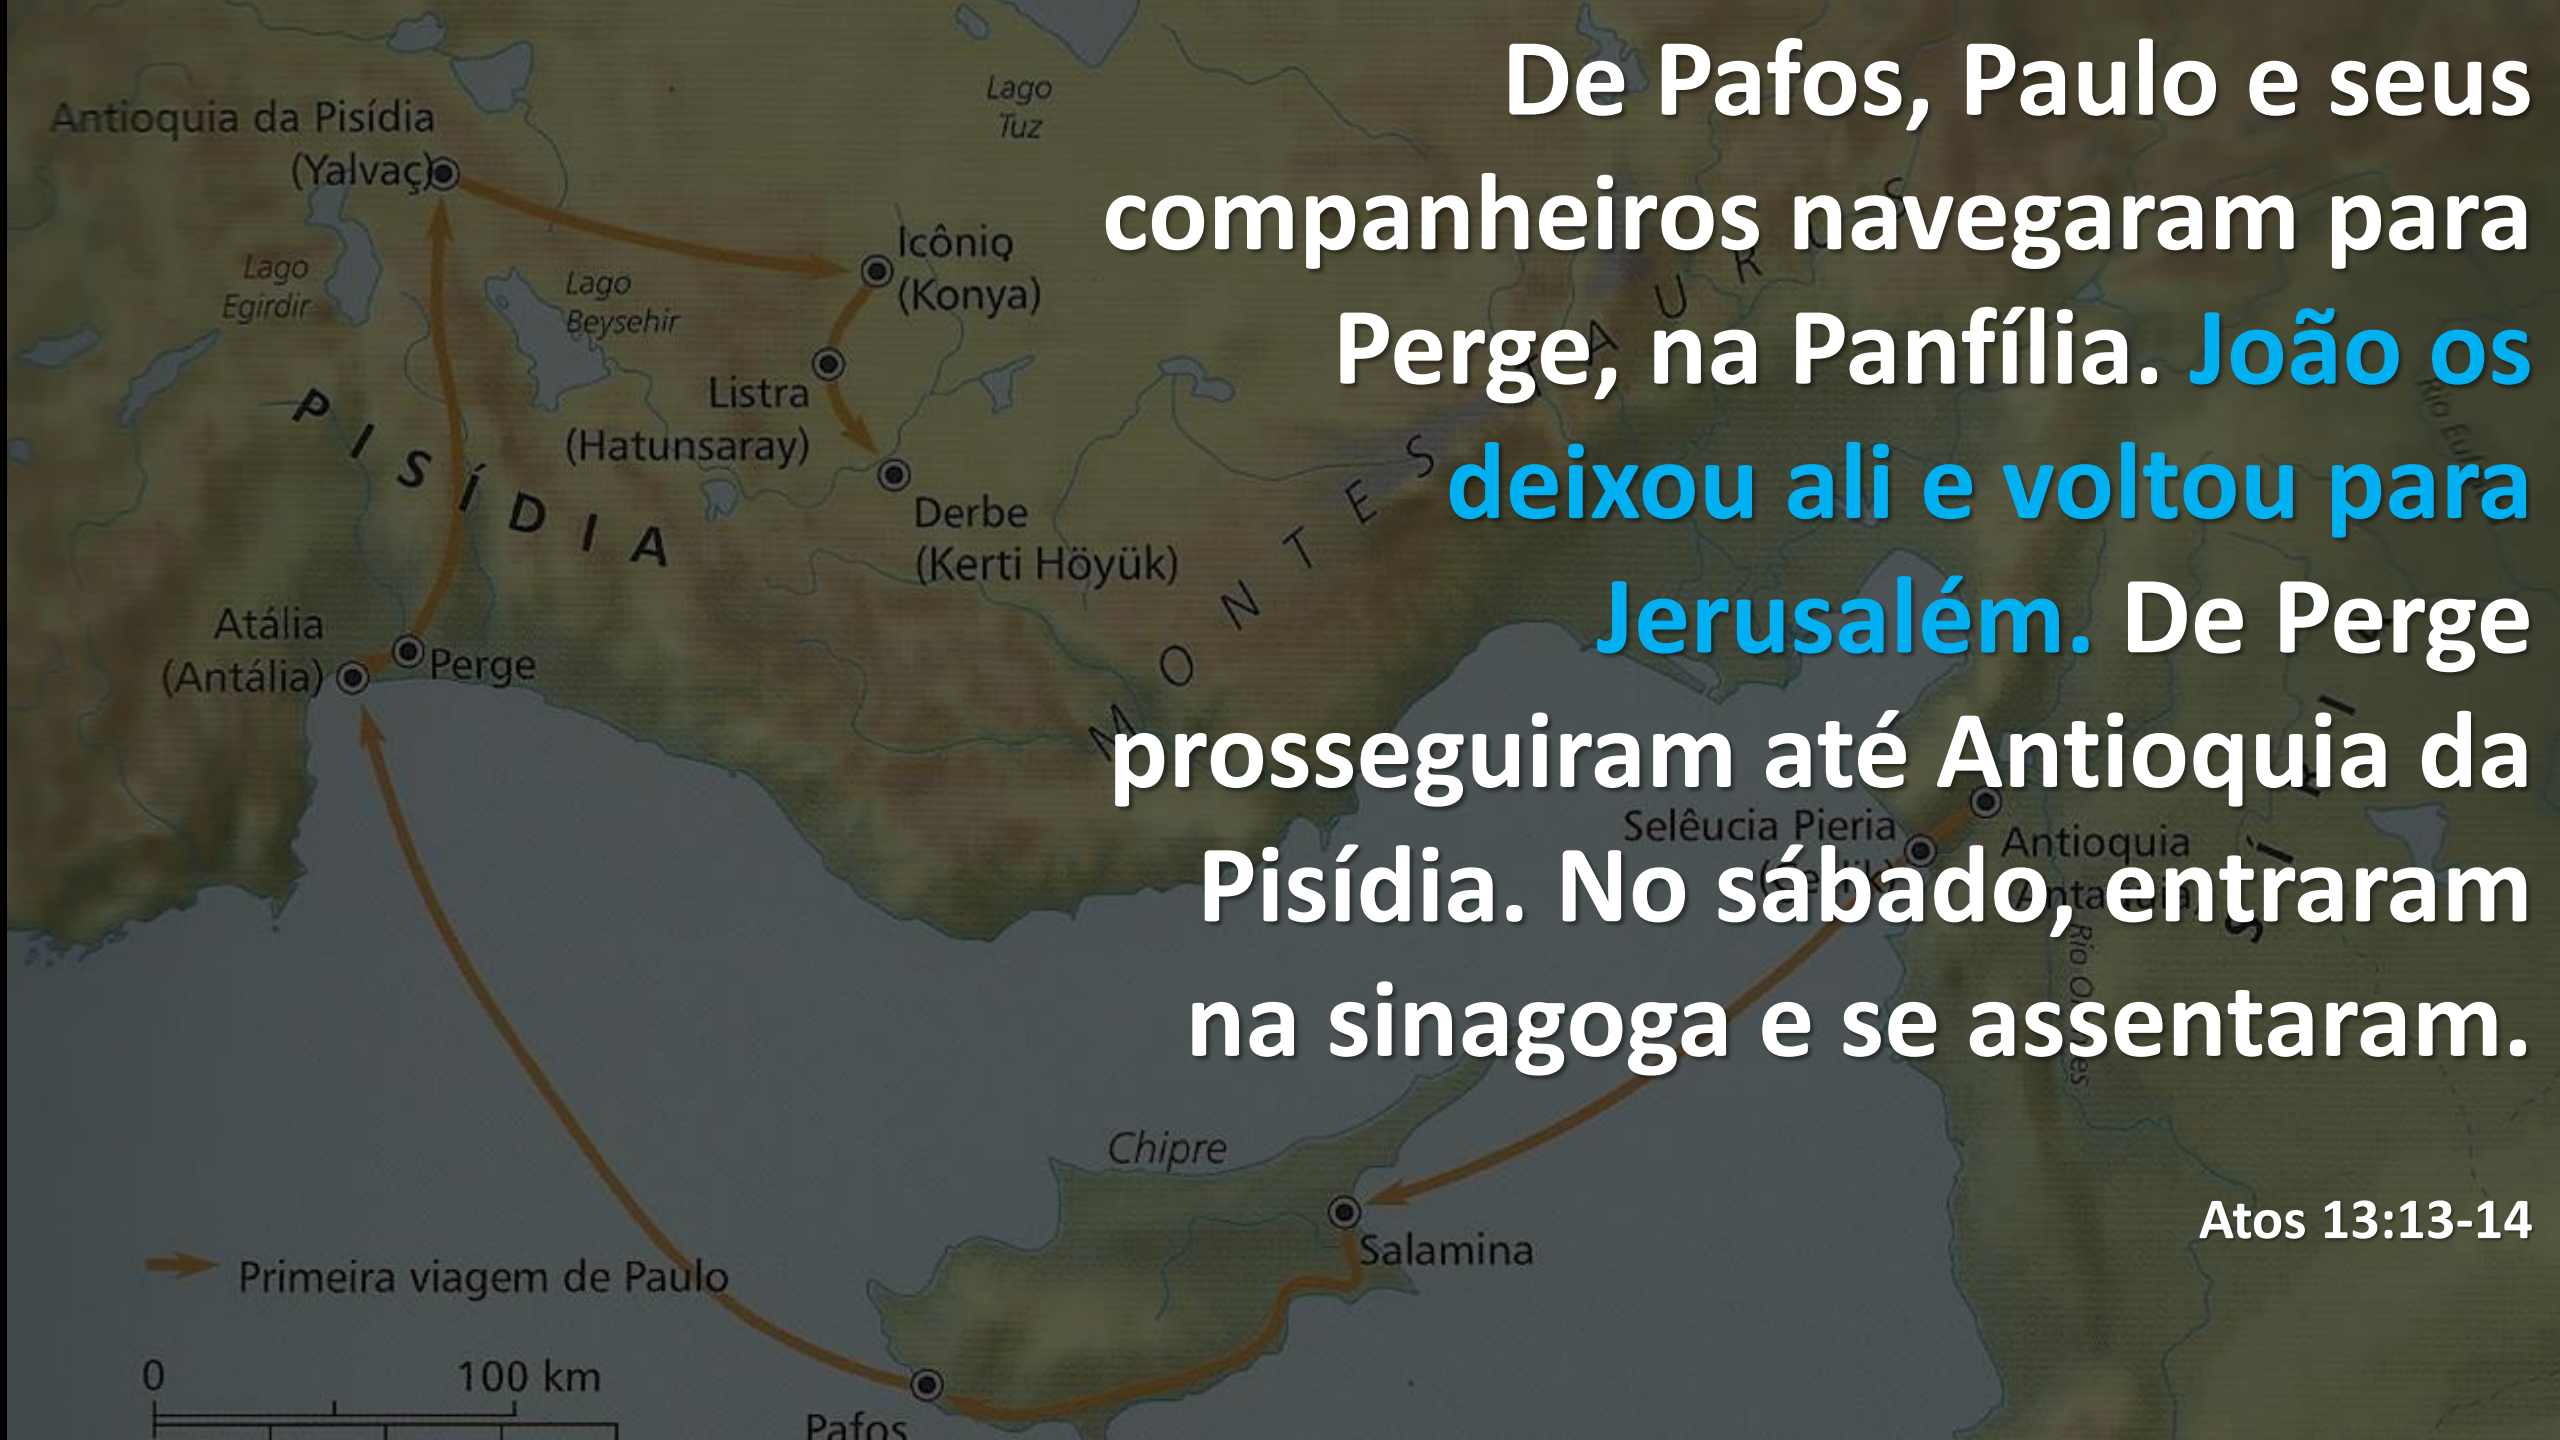 De Pafos, Paulo e seus
companheiros navegaram para
Perge, na Panfília. João os
deixou ali e voltou para
Jerusalém. De Perge
prosseguiram até Antioquia da
Pisídia. No sábado, entraram
na sinagoga e se assentaram.
Atos 13:13-14
Antioquia da Pisídia
(Yalvaç)
Lago
Tuz
Icônio
(Konya)
Lago
Egirdir
Lago
Beysehir
Listra
(Hatunsaray)
PISÍDIA
Derbe
(Kerti Höyük)
MONTES TAURUS
Atália
(Antália)
Perge
Selêucia Pieria
Antioquia
SÍRIA
Chipre
Salamina
Primeira viagem de Paulo
0 100 km
Pafos